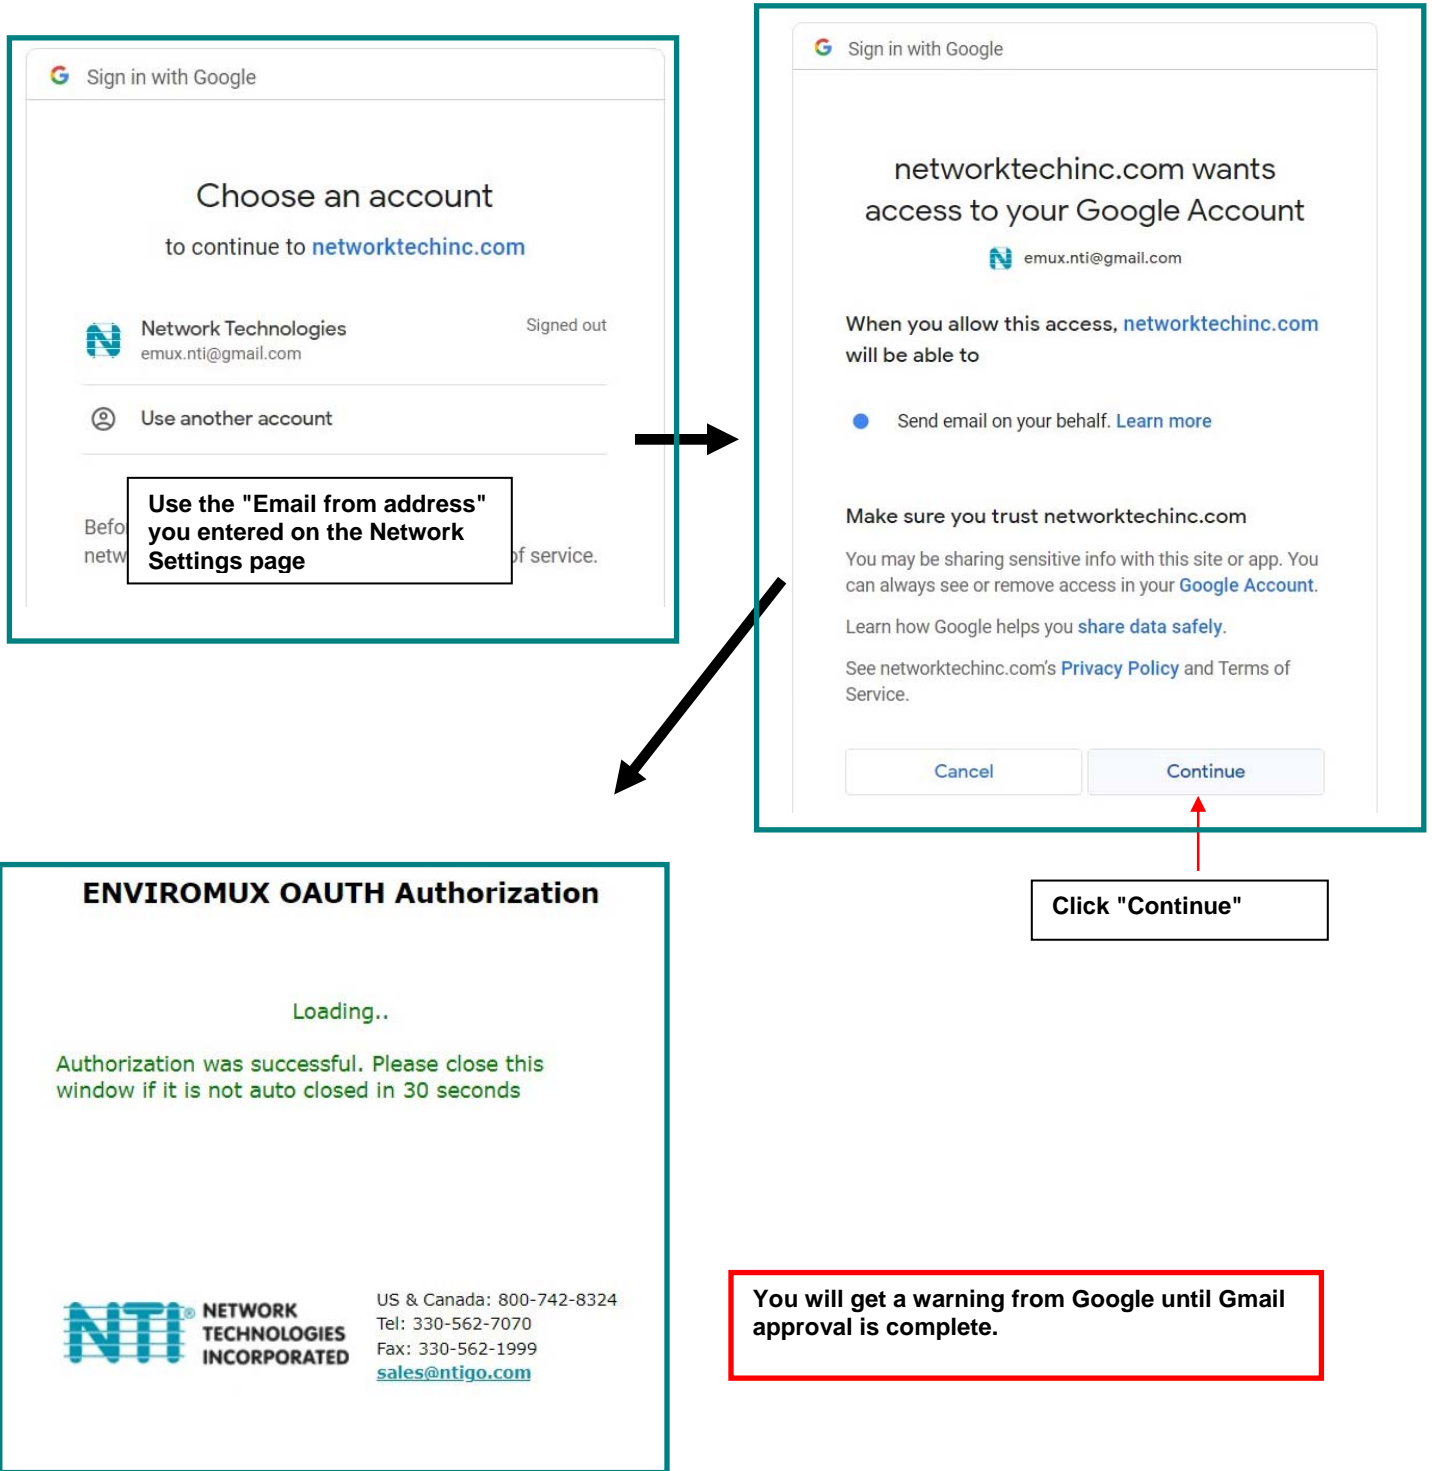 Sign in with Google
Choose an account
to continue to networktechinc.com
Network Technologies
Signed out
emux.nti@gmail.com
Use another account
Use the "Email from address"
you entered on the Network
Settings page
Befo
netw
of service.
Sign in with Google
networktechinc.com wants
access to your Google Account
emux.nti@gmail.com
When you allow this access, networktechinc.com
will be able to
Send email on your behalf. Learn more
Make sure you trust networktechinc.com
You may be sharing sensitive info with this site or app. You
can always see or remove access in your Google Account.
Learn how Google helps you share data safely.
See networktechinc.com's Privacy Policy and Terms of
Service.
Cancel
Continue
Click "Continue"
ENVIROMUX OAUTH Authorization
Loading..
Authorization was successful. Please close this
window if it is not auto closed in 30 seconds
NTI®
NETWORK
TECHNOLOGIES
INCORPORATED
US & Canada: 800-742-8324
Tel: 330-562-7070
Fax: 330-562-1999
sales@ntigo.com
You will get a warning from Google until Gmail
approval is complete.